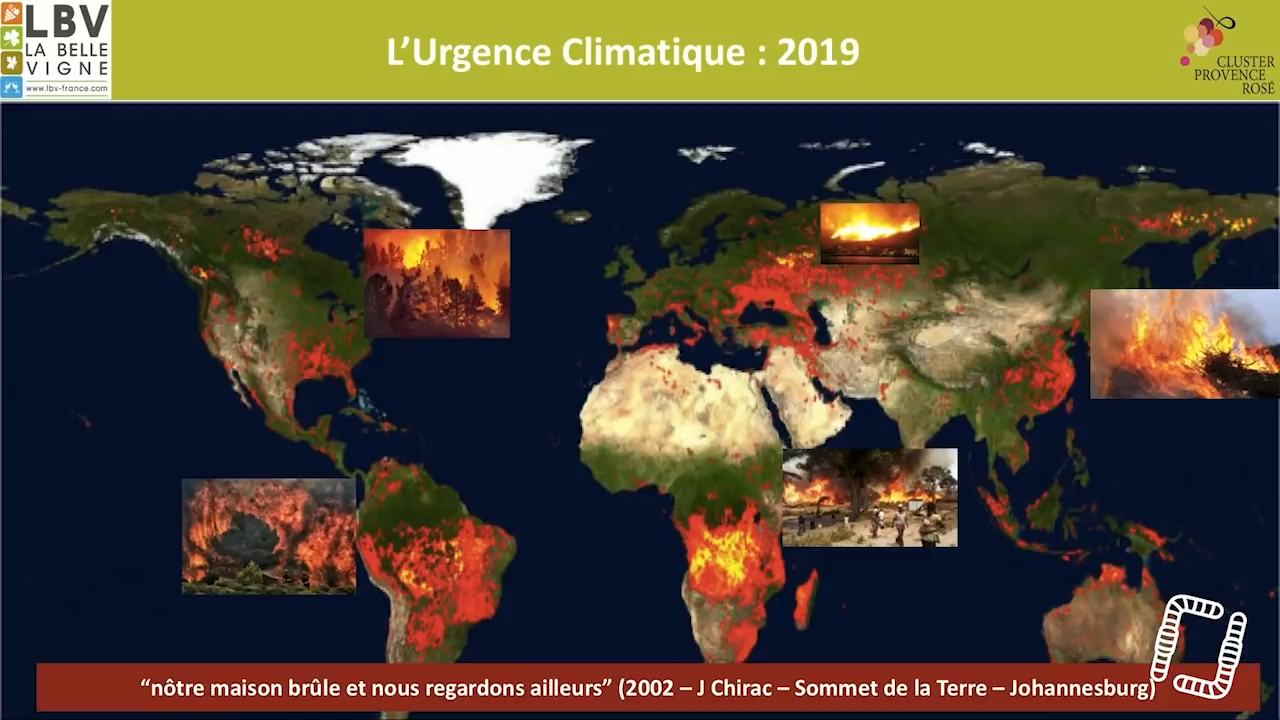 LBV
LA BELLE
VIGNE
www.lbv-france.com
L’Urgence Climatique : 2019
CLUSTER
PROVENCE
ROSÉ
“nôtre maison brûle et nous regardons ailleurs” (2002 – J Chirac – Sommet de la Terre – Johannesburg)